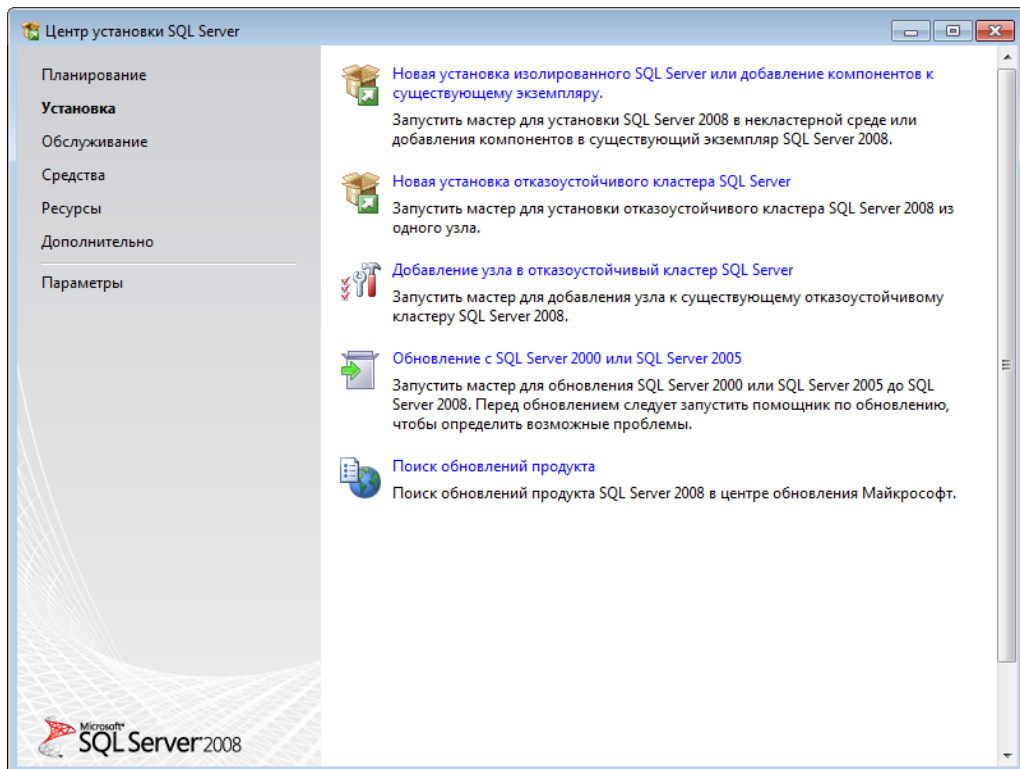 Центр установки SQL Server
Планирование
Установка
Обслуживание
Средства
Ресурсы
Дополнительно
Параметры
Новая установка изолированного SQL Server или добавление компонентов к
существующему экземпляру.
Запустить мастер для установки SQL Server 2008 в некластерной среде или
добавления компонентов в существующий экземпляр SQL Server 2008.
Новая установка отказоустойчивого кластера SQL Server
Запустить мастер для установки отказоустойчивого кластера SQL Server 2008 из
одного узла.
Добавление узла в отказоустойчивый кластер SQL Server
Запустить мастер для добавления узла к существующему отказоустойчивому
кластеру SQL Server 2008.
Обновление с SQL Server 2000 или SQL Server 2005
Запустить мастер для обновления SQL Server 2000 или SQL Server 2005 до SQL
Server 2008. Перед обновлением следует запустить помощник по обновлению,
чтобы определить возможные проблемы.
Поиск обновлений продукта
Поиск обновлений продукта SQL Server 2008 в центре обновления Майкрософт.
Microsoft®
SQL Server 2008